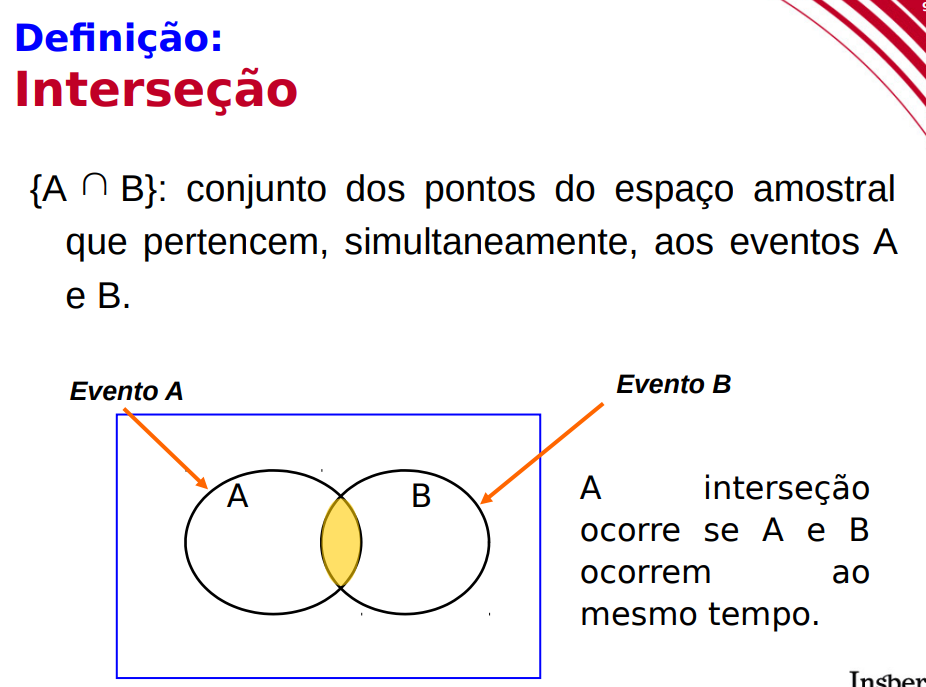 Definição:
Interseção
{A ∩ B}: conjunto dos pontos do espaço amostral
que pertencem, simultaneamente, aos eventos A
e B.
Evento A
Evento B
A
B
A interseção
ocorre se A e B
ocorrem ao
mesmo tempo.